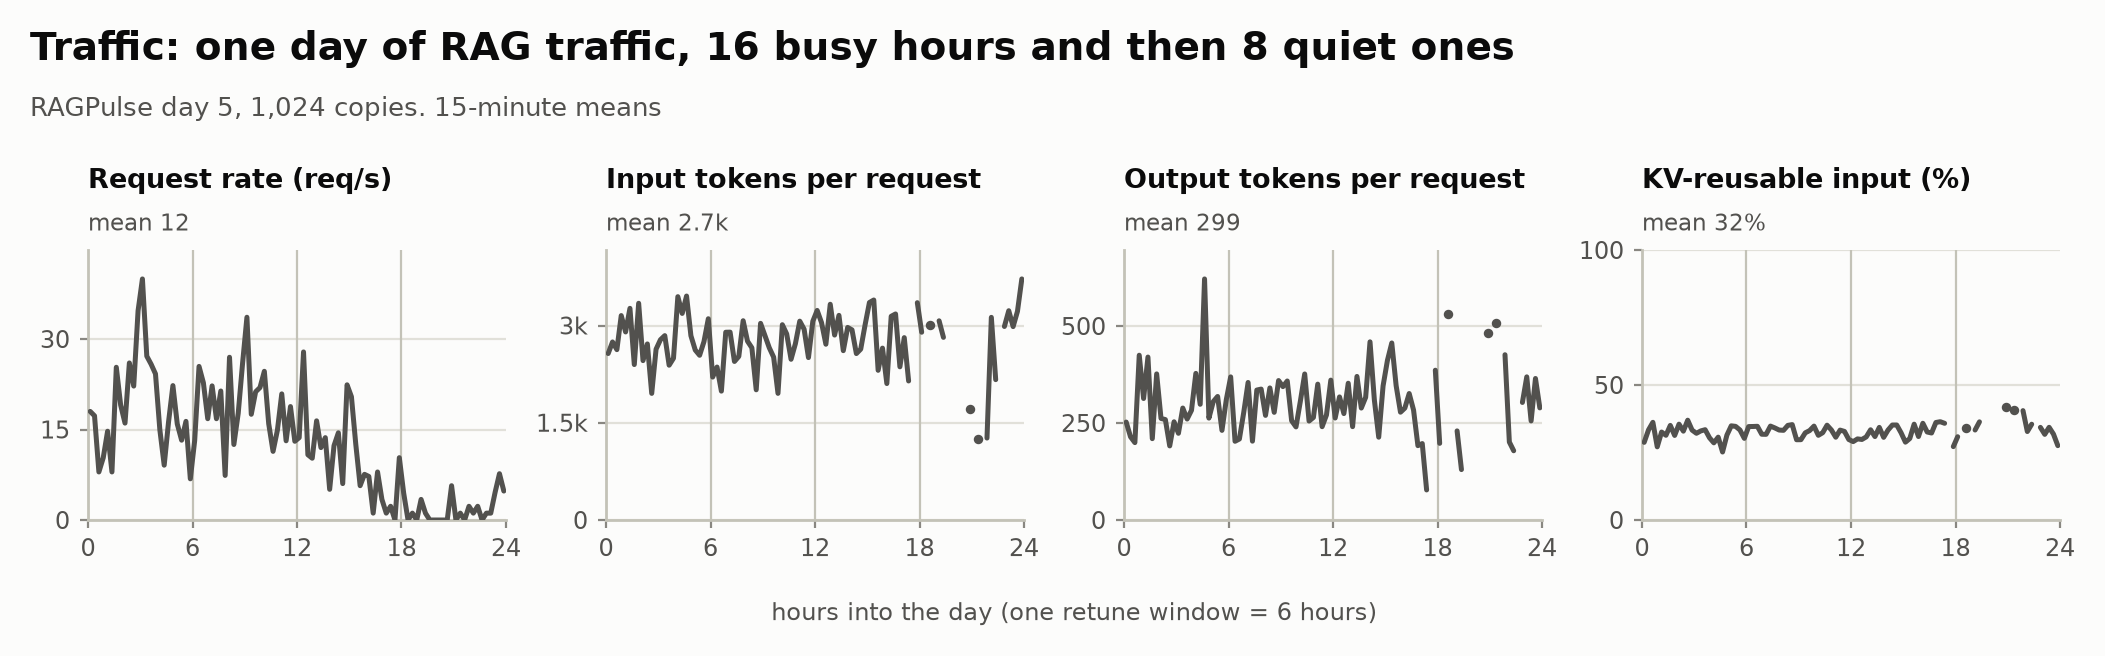 Traffic: one day of RAG traffic, 16 busy hours and then 8 quiet ones
RAGPulse day 5, 1,024 copies. 15-minute means
Request rate (req/s)
mean 12
30
15
0
0 6 12 18 24
Input tokens per request
mean 2.7k
3k
1.5k
0
0 6 12 18 24
Output tokens per request
mean 299
500
250
0
0 6 12 18 24
KV-reusable input (%)
mean 32%
100
50
0
0 6 12 18 24
hours into the day (one retune window = 6 hours)